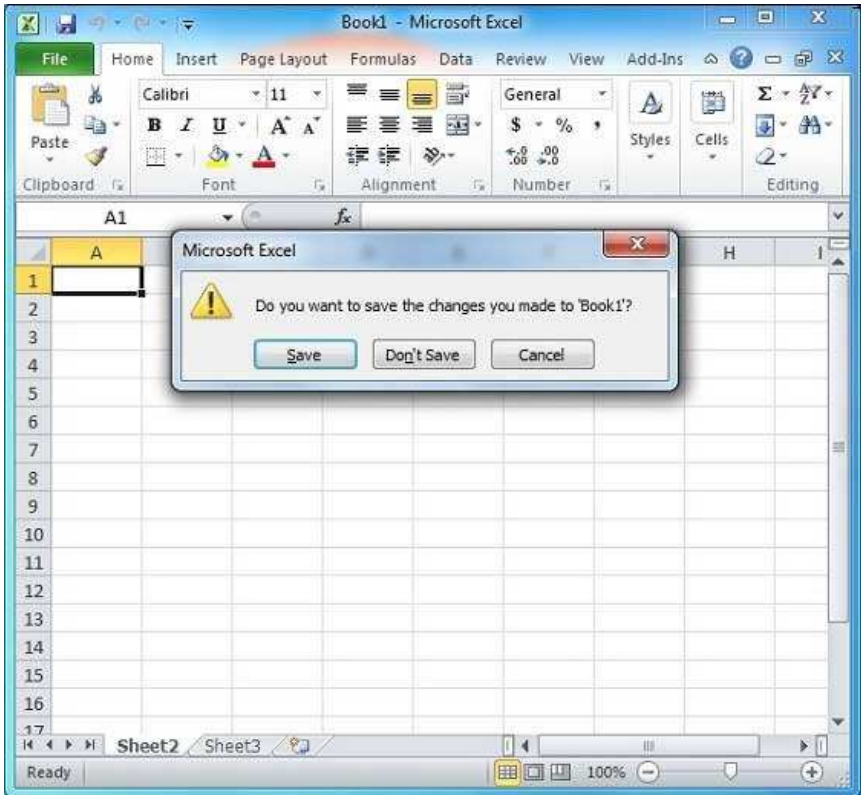 Book1 - Microsoft Excel
File Home Insert Page Layout Formulas Data Review View Add-Ins
Calibri 11 General
B I U A A $ % ,
Paste A Styles Cells
Clipboard Font Alignment Number Editing
A1 fx
A H I
Microsoft Excel
Do you want to save the changes you made to 'Book1'?
Save Don't Save Cancel
1
2
3
4
5
6
7
8
9
10
11
12
13
14
15
16
17
Sheet2 Sheet3
Ready 100%